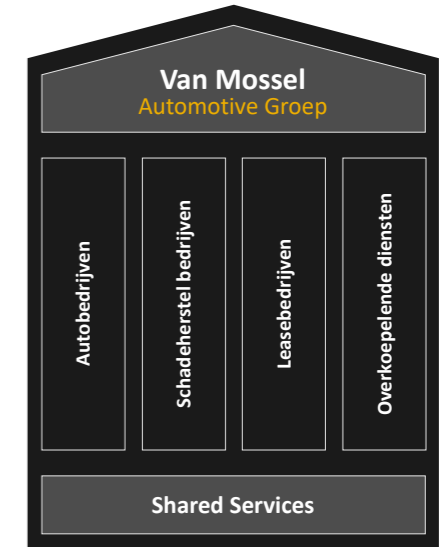 Van Mossel
Automotive Groep
Autobedrijven
Schadeherstel bedrijven
Leasebedrijven
Overkoepelende diensten
Shared Services